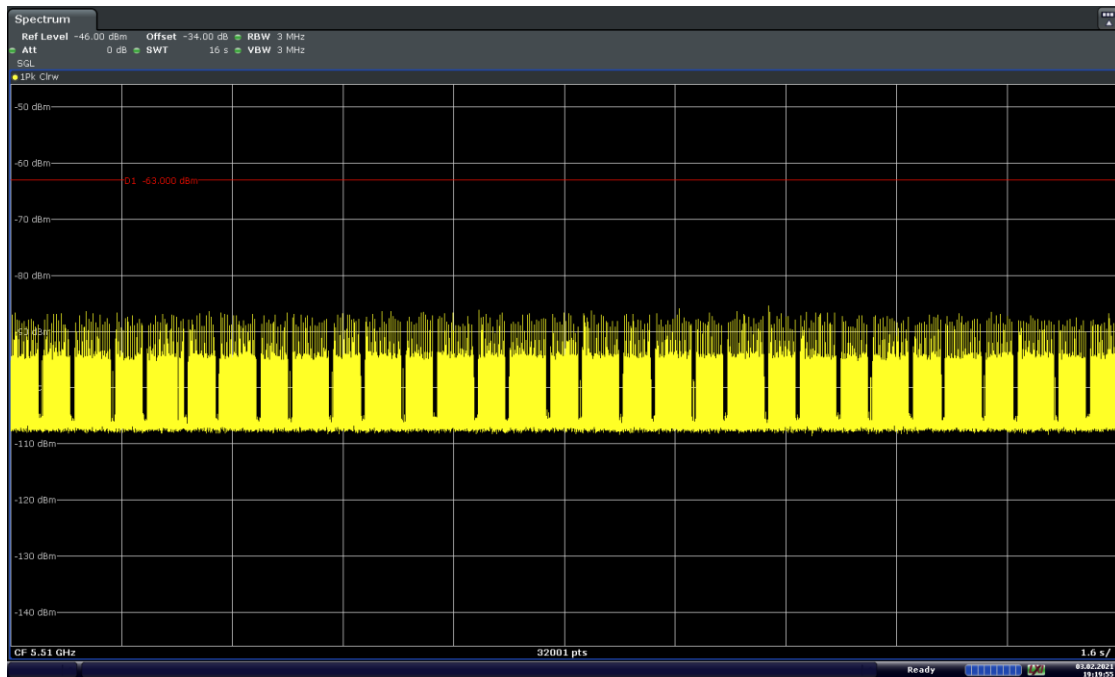 Spectrum
Ref Level -46.00 dBm Offset -34.00 dB RBW 3 MHz
Att 0 dB SWT 16 s VBW 3 MHz
SGL
1Pk Clrw
-50 dBm
-60 dBm
D1 -63.000 dBm
-70 dBm
-80 dBm
-90 dBm
-110 dBm
-120 dBm
-130 dBm
-140 dBm
CF 5.51 GHz 32001 pts 1.6 s/
Ready 03.02.2021
19:19:55